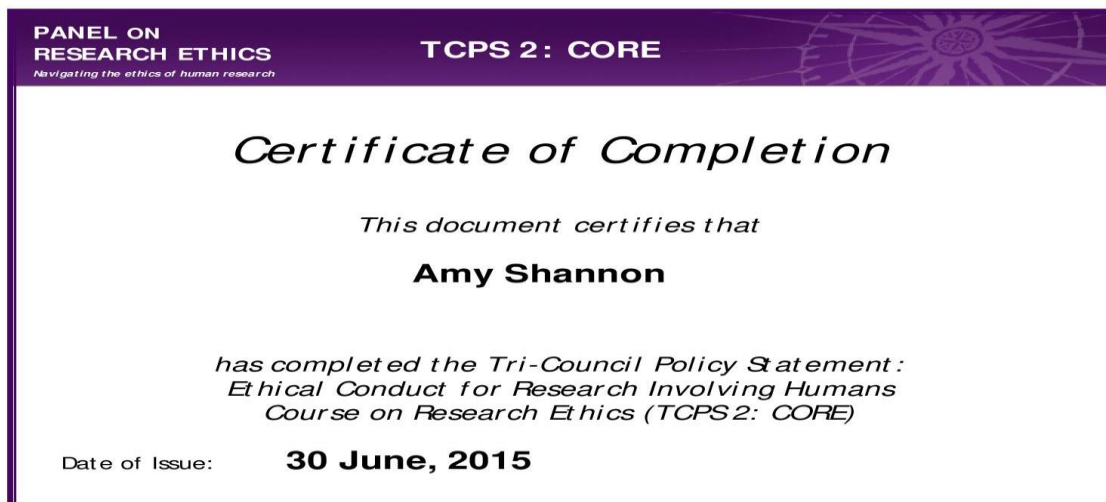 PANEL ON
RESEARCH ETHICS
Navigating the ethics of human research
TCPS 2: CORE
Certificate of Completion
This document certifies that
Amy Shannon
has completed the Tri-Council Policy Statement:
Ethical Conduct for Research Involving Humans
Course on Research Ethics (TCPS 2: CORE)
Date of Issue: 30 June, 2015